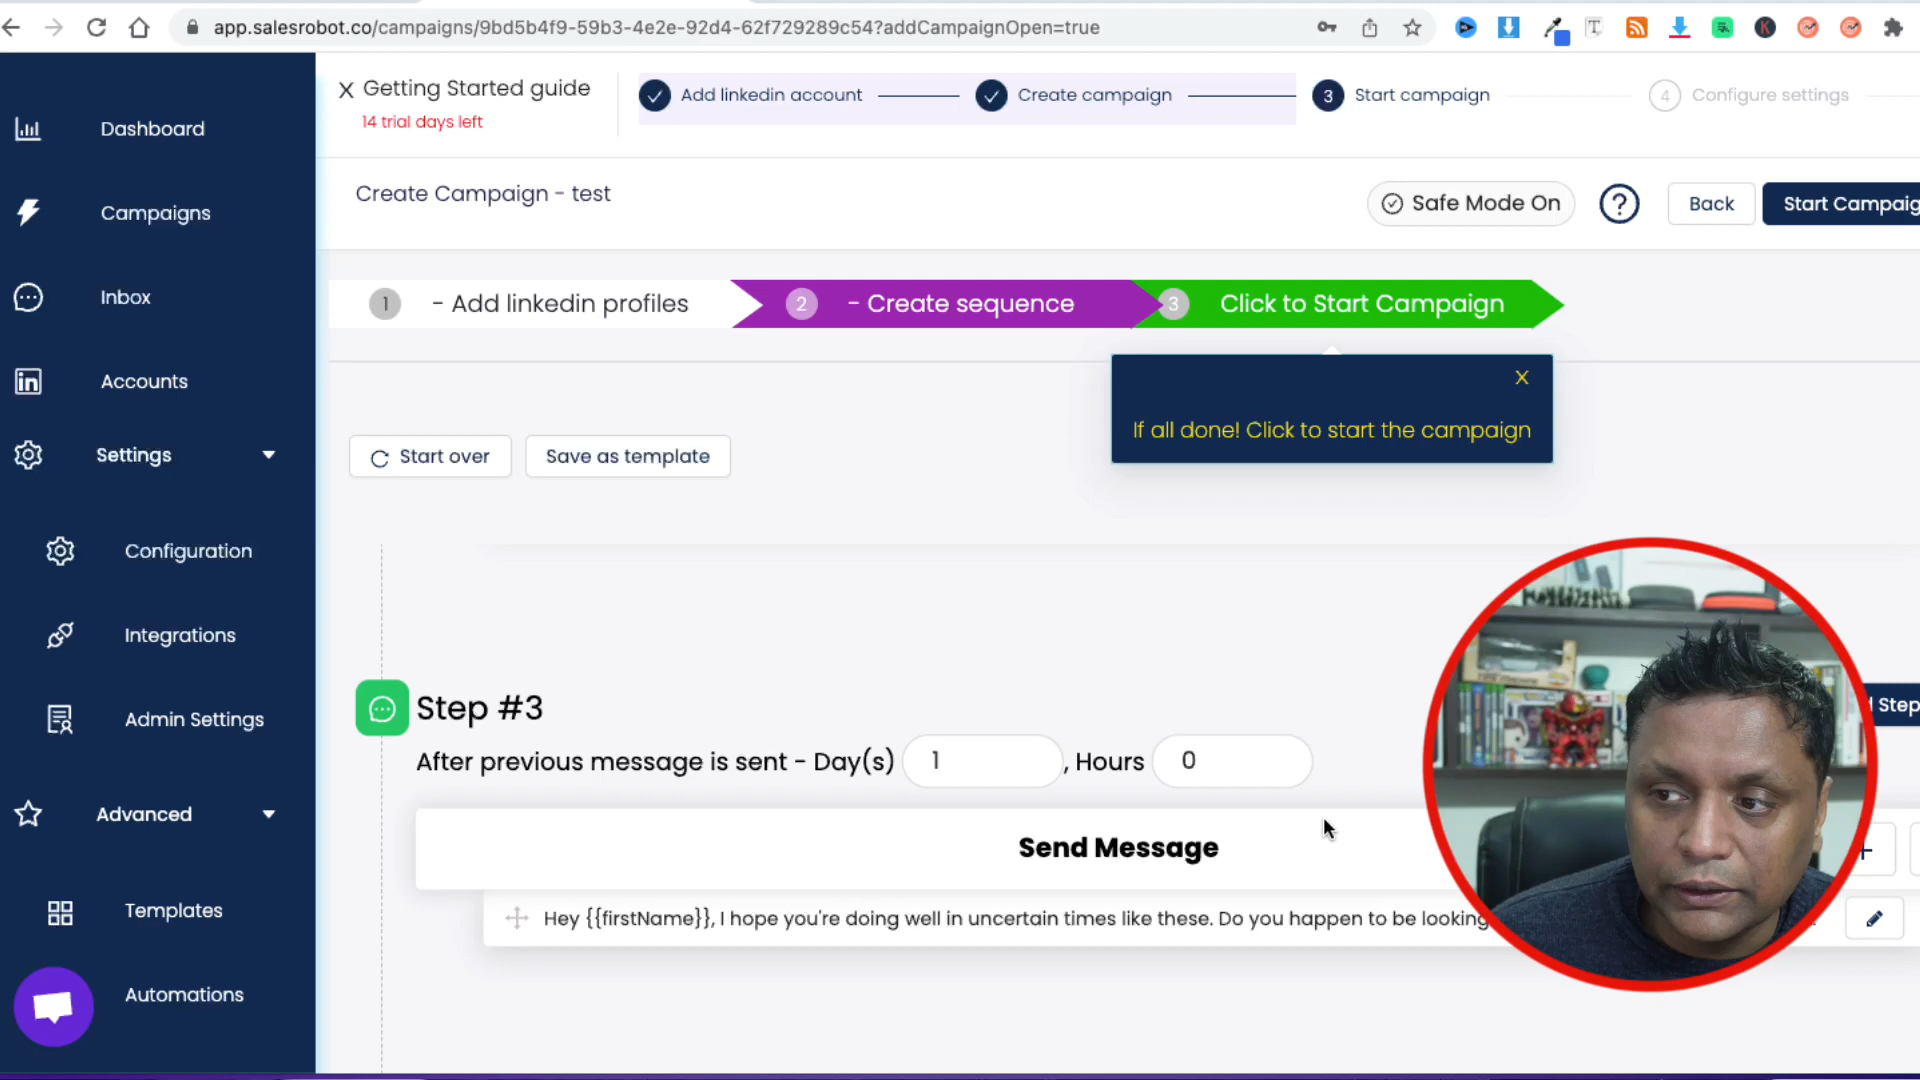 app.salesrobot.co/campaigns/9bd5b4f9-59b3-4e2e-92d4-62f729289c54?addCampaignOpen=true
X Getting Started guide
14 trial days left
Add linkedin account
Create campaign
3 Start campaign
4 Configure settings
Dashboard
Campaigns
Inbox
Accounts
Settings
Configuration
Integrations
Admin Settings
Advanced
Templates
Automations
Create Campaign - test
Safe Mode On
?
Back
Start Campaig
1 - Add linkedin profiles
2 - Create sequence
3 Click to Start Campaign
X
If all done! Click to start the campaign
Start over
Save as template
Step #3
Step
After previous message is sent - Day(s) 1 , Hours 0
Send Message
Hey {{firstName}}, I hope you're doing well in uncertain times like these. Do you happen to be looking